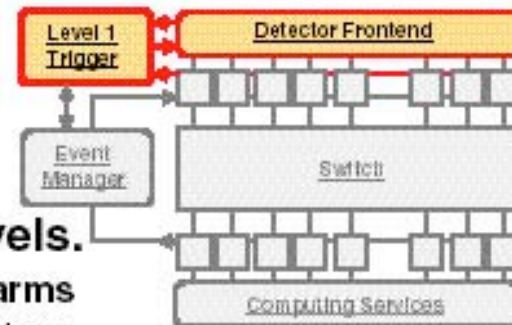 Level 1
Trigger
Detector Frontend
Event
Manager
Switch
vels.
arms
Computing Services